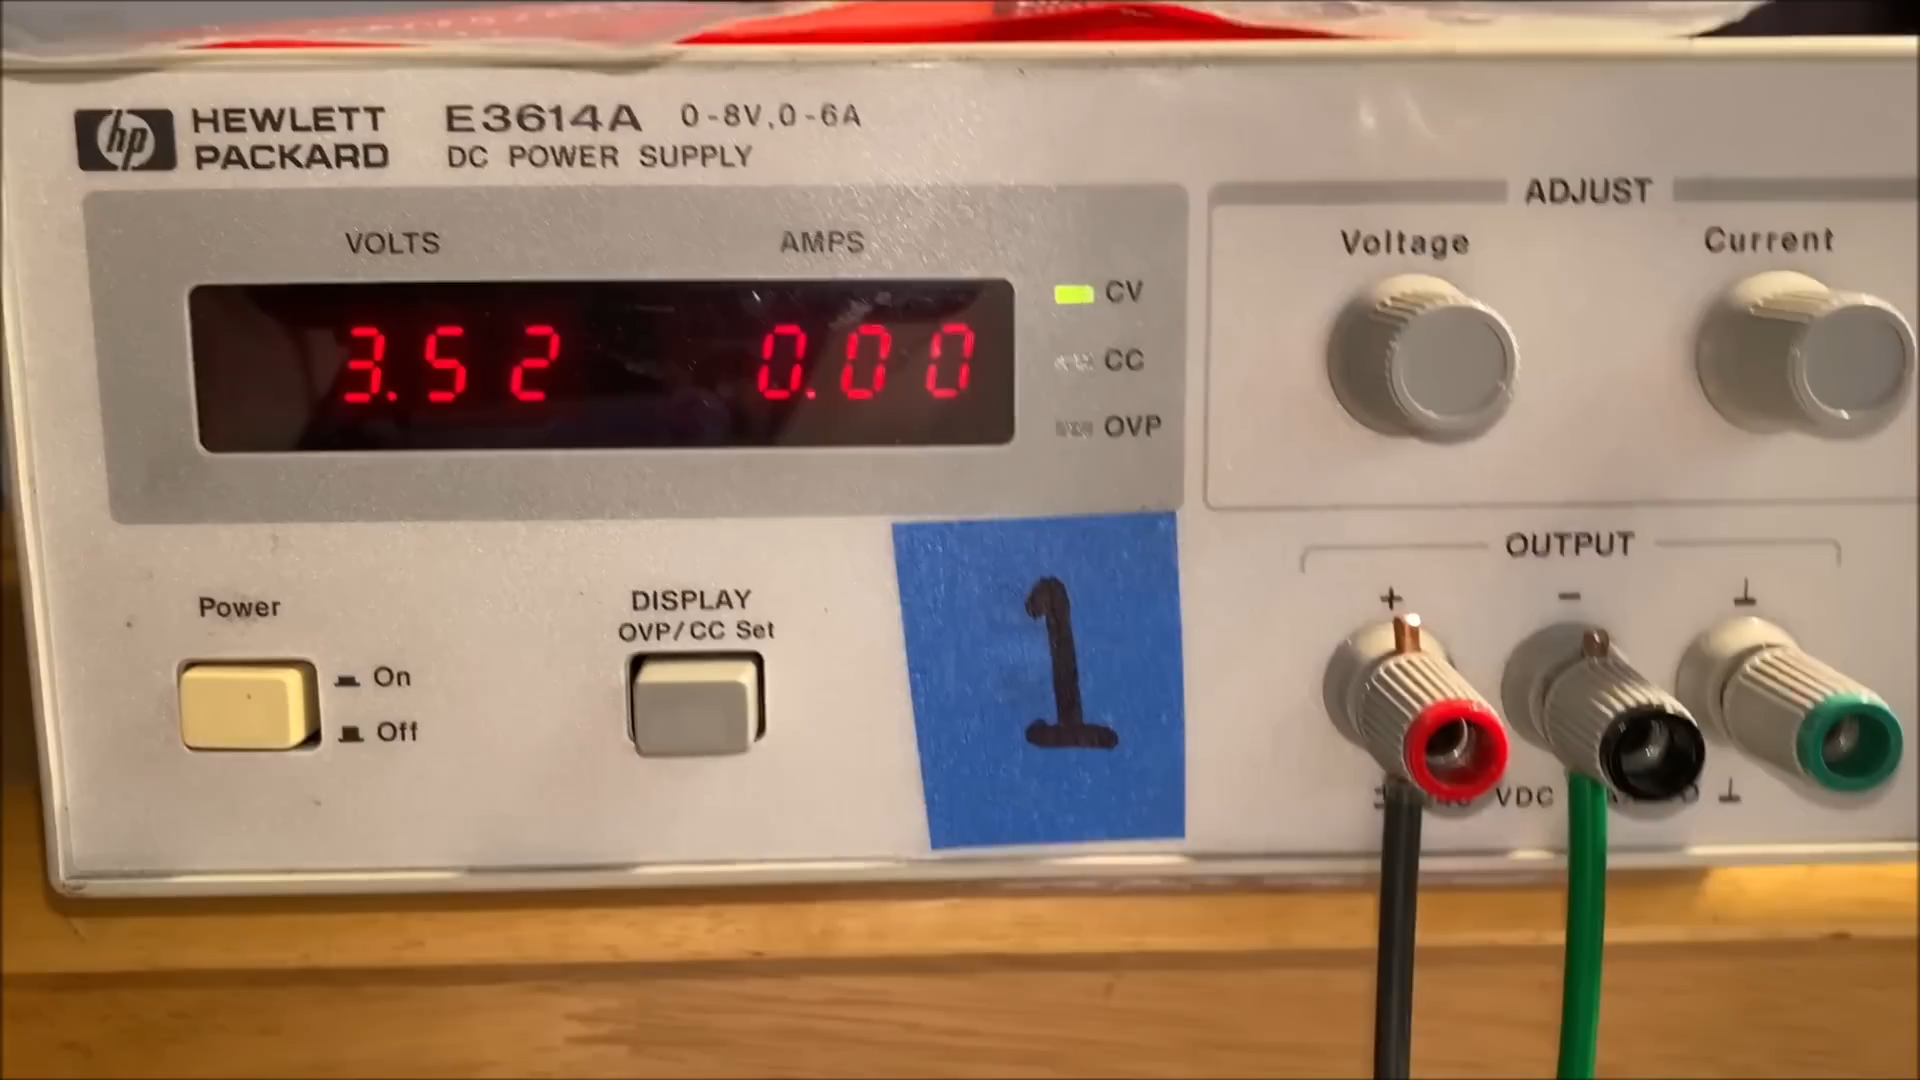 hp HEWLETT PACKARD
E3614A 0-8V, 0-6A
DC POWER SUPPLY
VOLTS AMPS
3.52 0.00
CV
CC
OVP
ADJUST
Voltage Current
Power
On
Off
DISPLAY
OVP/CC Set
1
OUTPUT
+ - ⏊
VDC ⏊